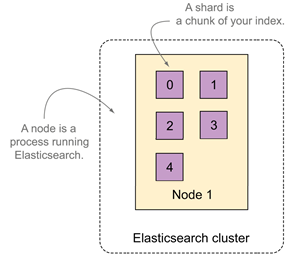 A shard is
a chunk of your index.
0
1
A node is a
process running
Elasticsearch.
2
3
4
Node 1
Elasticsearch cluster